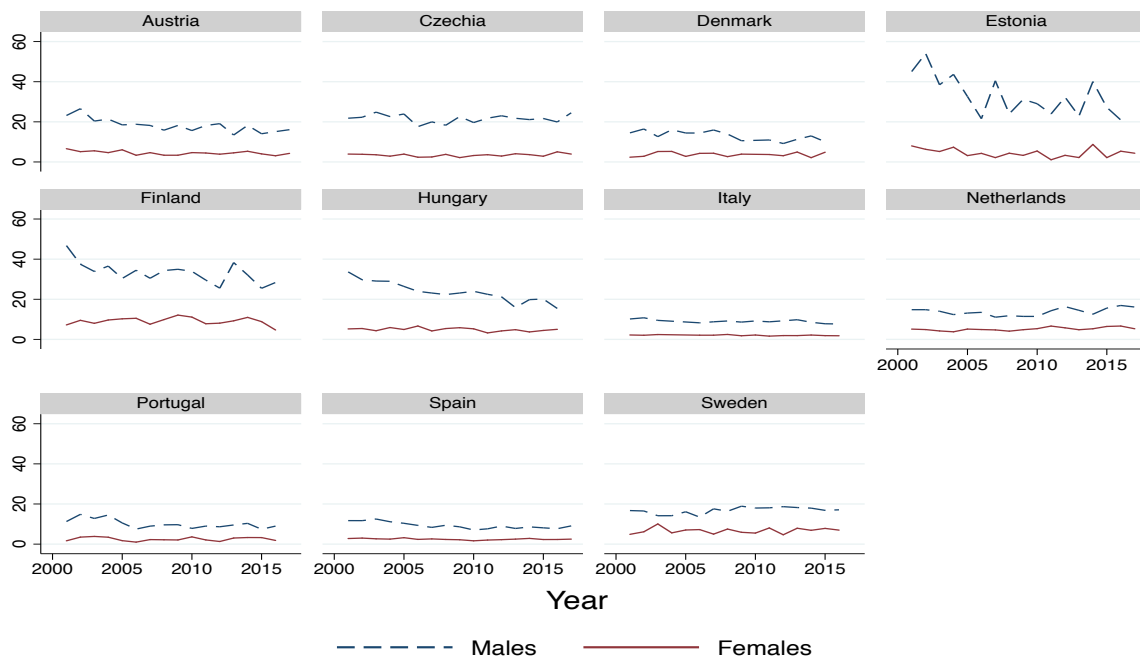 Austria Czechia Denmark Estonia
60
40
20
0
Finland Hungary Italy Netherlands
60
40
20
0
2000 2005 2010 2015
Portugal Spain Sweden
60
40
20
0
2000 2005 2010 2015 2000 2005 2010 2015 2000 2005 2010 2015
Year
Males Females